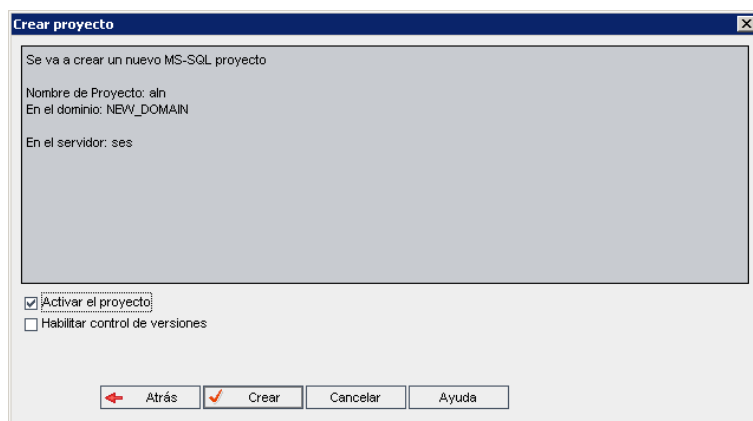 Crear proyecto
Se va a crear un nuevo MS-SQL proyecto
Nombre de Proyecto: aln
En el dominio: NEW_DOMAIN
En el servidor: ses
Activar el proyecto
Habilitar control de versiones
Atrás Crear Cancelar Ayuda